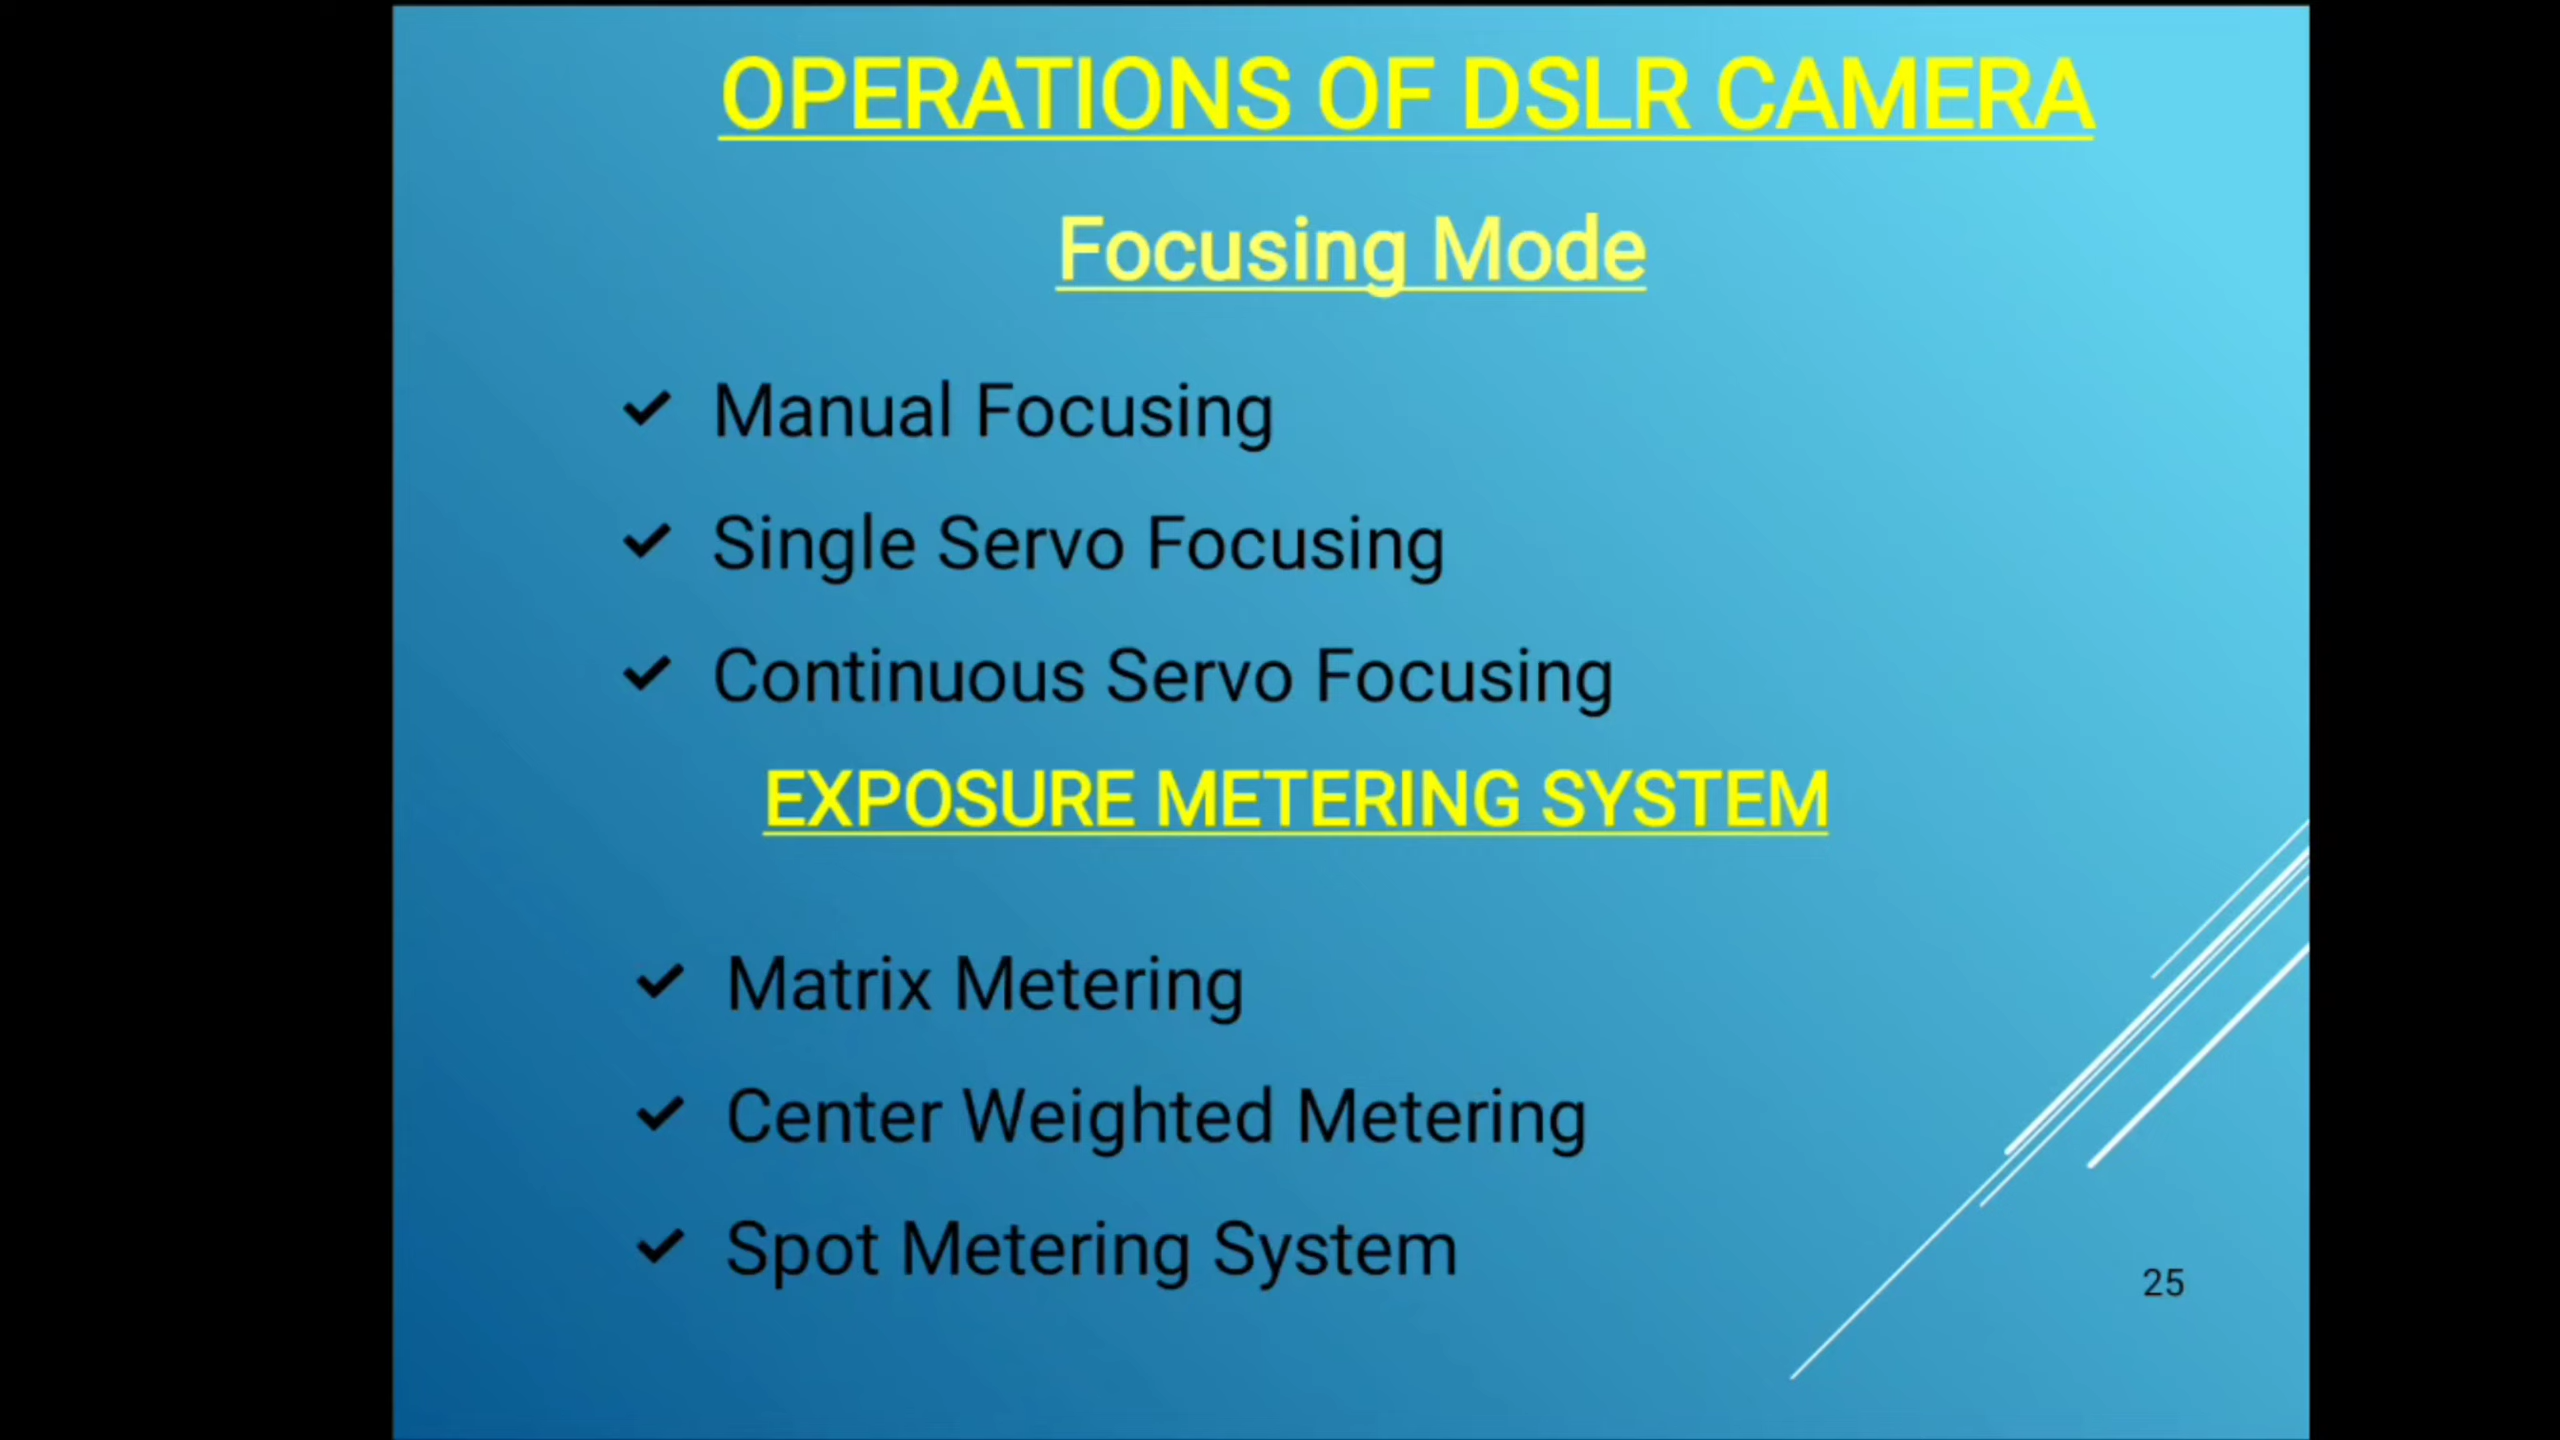 OPERATIONS OF DSLR CAMERA
Focusing Mode
✔ Manual Focusing
✔ Single Servo Focusing
✔ Continuous Servo Focusing
EXPOSURE METERING SYSTEM
✔ Matrix Metering
✔ Center Weighted Metering
✔ Spot Metering System
25